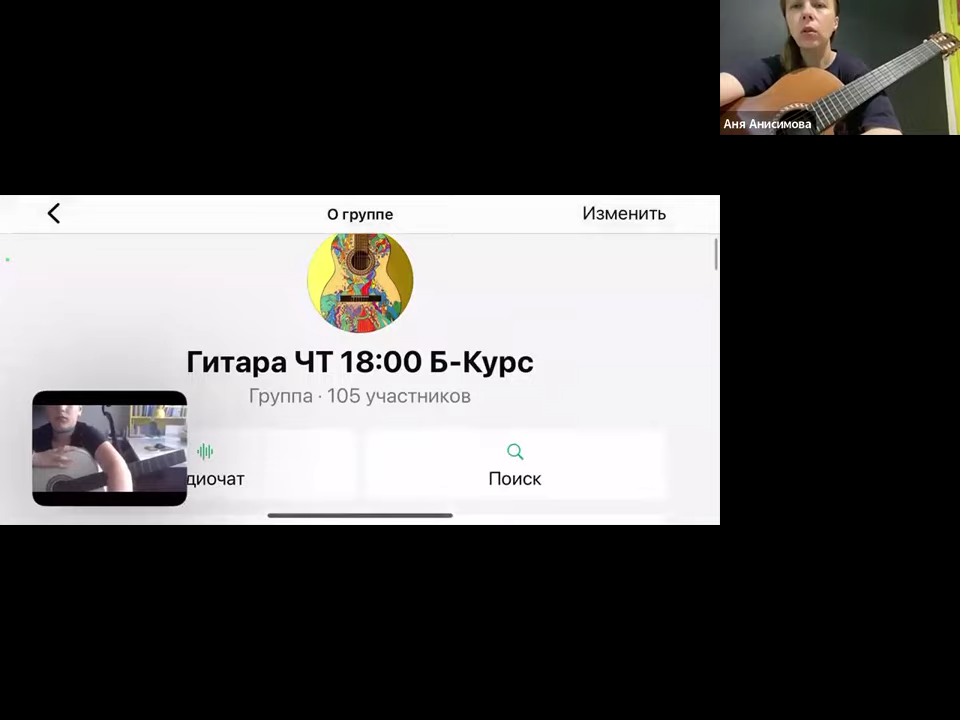 Аня Анисимова
О группе
Изменить
Гитара ЧТ 18:00 Б-Курс
Группа · 105 участников
диочат
Поиск